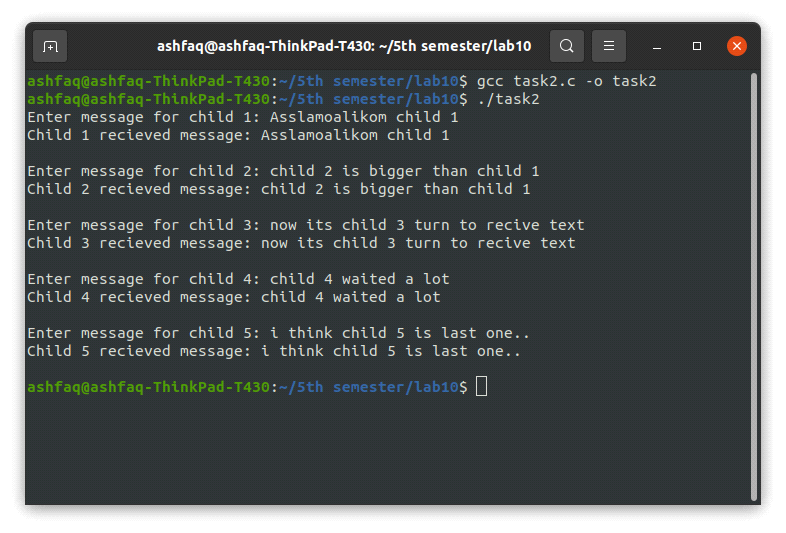 ashfaq@ashfaq-ThinkPad-T430: ~/5th semester/lab10
ashfaq@ashfaq-ThinkPad-T430:~/5th semester/lab10$ gcc task2.c -o task2
ashfaq@ashfaq-ThinkPad-T430:~/5th semester/lab10$ ./task2
Enter message for child 1: Asslamoalikom child 1
Child 1 recieved message: Asslamoalikom child 1
Enter message for child 2: child 2 is bigger than child 1
Child 2 recieved message: child 2 is bigger than child 1
Enter message for child 3: now its child 3 turn to recive text
Child 3 recieved message: now its child 3 turn to recive text
Enter message for child 4: child 4 waited a lot
Child 4 recieved message: child 4 waited a lot
Enter message for child 5: i think child 5 is last one..
Child 5 recieved message: i think child 5 is last one..
ashfaq@ashfaq-ThinkPad-T430:~/5th semester/lab10$